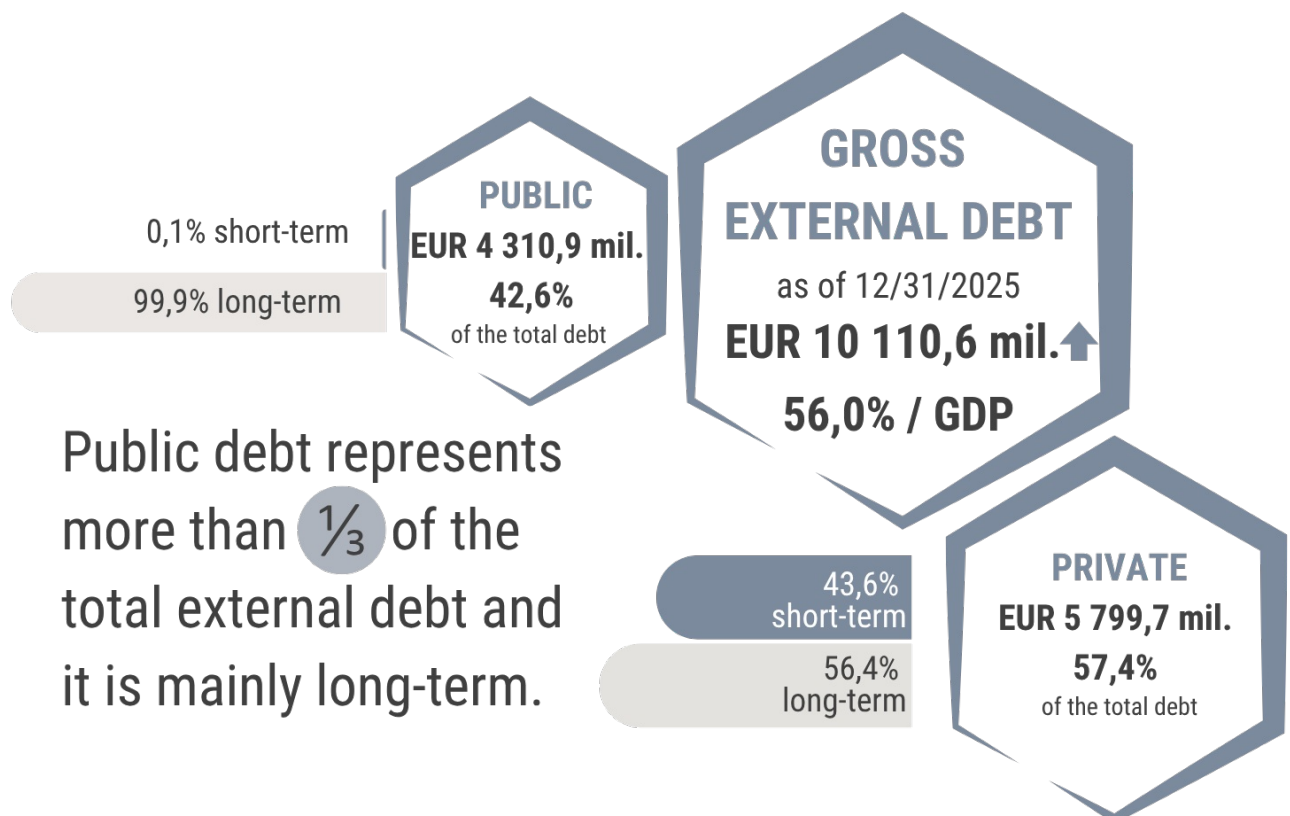 GROSS
EXTERNAL DEBT
as of 12/31/2025
EUR 10 110,6 mil.
56,0% / GDP
PUBLIC
EUR 4 310,9 mil.
42,6%
of the total debt
0,1% short-term
99,9% long-term
Public debt represents
more than ⅓ of the
total external debt and
it is mainly long-term.
43,6%
short-term
56,4%
long-term
PRIVATE
EUR 5 799,7 mil.
57,4%
of the total debt